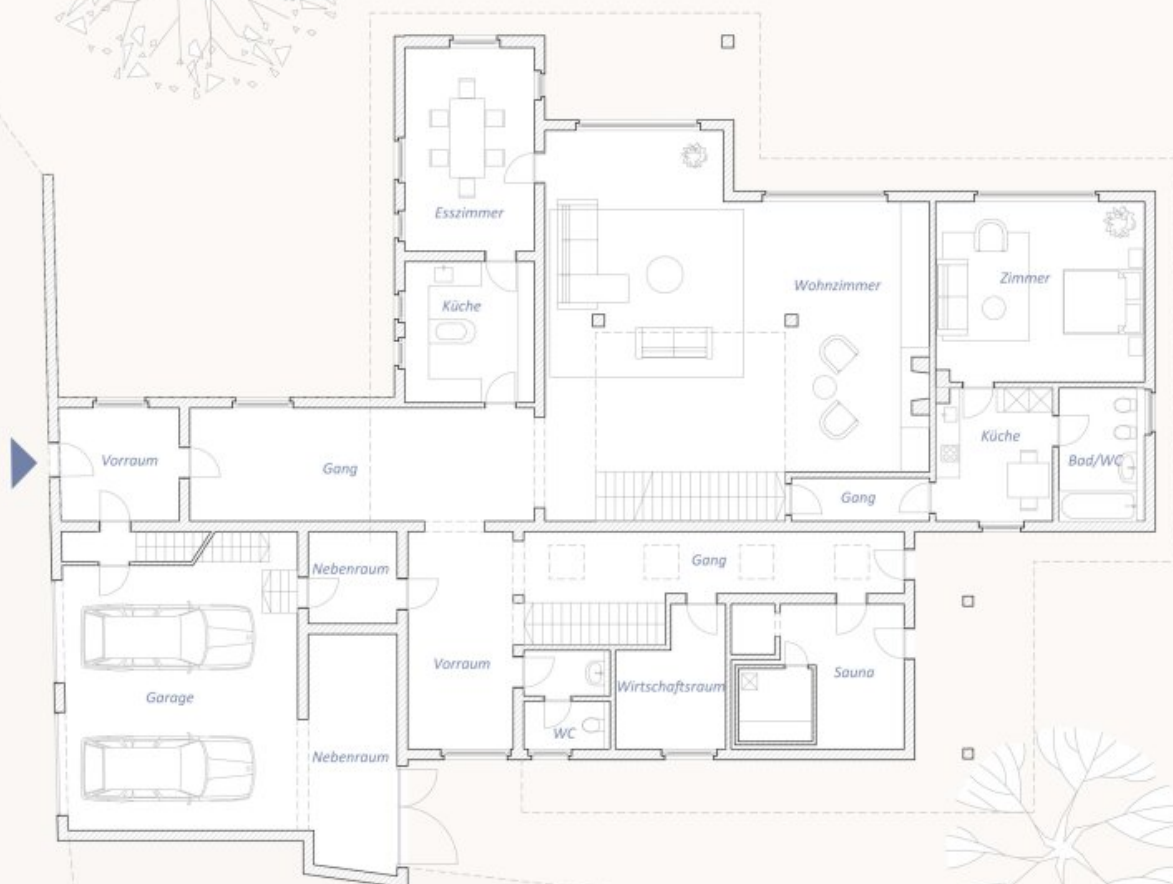 Esszimmer
Küche
Wohnzimmer
Zimmer
Küche
Bad/WC
Vorraum
Gang
Gang
Gang
Nebenraum
Vorraum
Sauna
Wirtschaftsraum
Garage
WC
Nebenraum